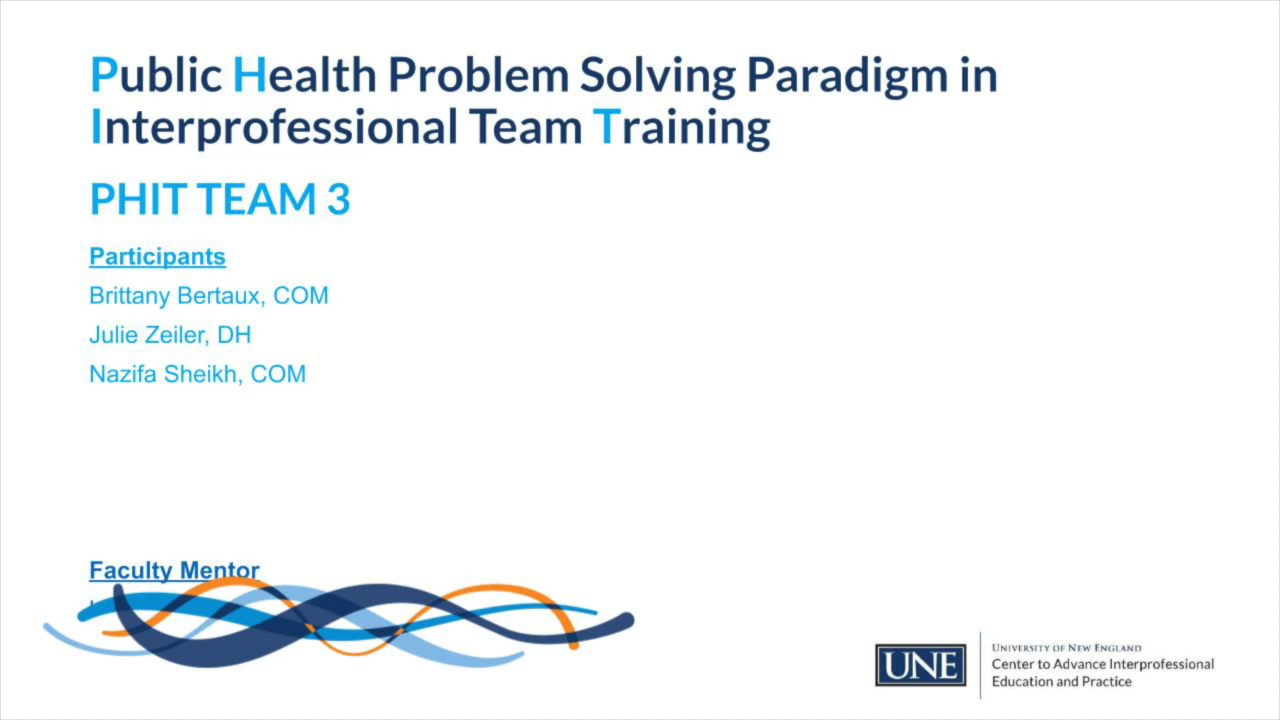 Public Health Problem Solving Paradigm in
Interprofessional Team Training
PHIT TEAM 3
Participants
Brittany Bertaux, COM
Julie Zeiler, DH
Nazifa Sheikh, COM
Faculty Mentor
UNE
UNIVERSITY OF NEW ENGLAND
Center to Advance Interprofessional
Education and Practice